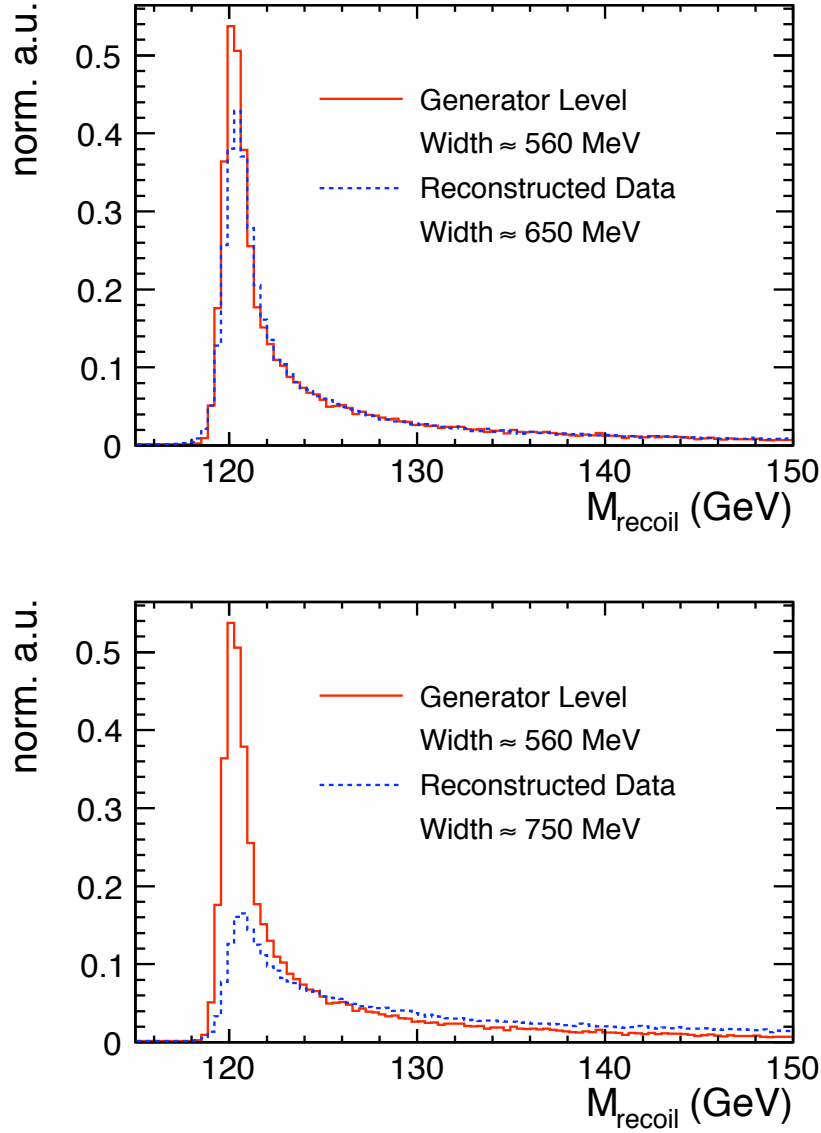 norm. a.u.
0.5
0.4
0.3
0.2
0.1
0
Generator Level
Width ≈ 560 MeV
Reconstructed Data
Width ≈ 650 MeV
120 130 140 150
M_recoil (GeV)
norm. a.u.
0.5
0.4
0.3
0.2
0.1
0
Generator Level
Width ≈ 560 MeV
Reconstructed Data
Width ≈ 750 MeV
120 130 140 150
M_recoil (GeV)